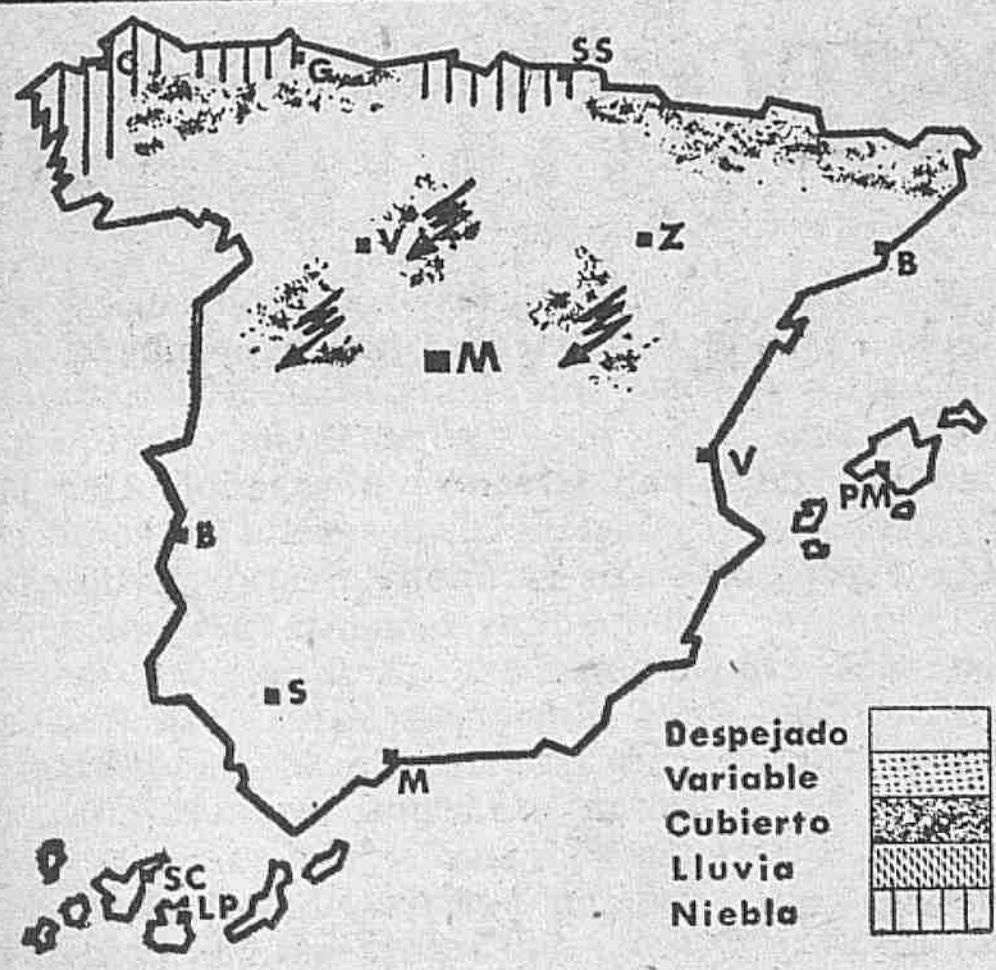 C
G
SS
V
Z
B
M
V
PM
B
S
M
SC
LP
Despejado
Variable
Cubierto
Lluvia
Niebla